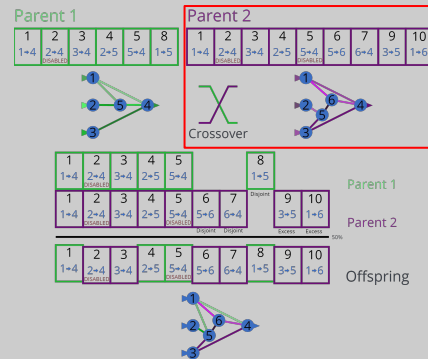 Parent 1
Parent 2
1 2 3 4 5 8
1→4 2→4 3→4 2→5 5→4 1→5
DISABLED
1 2 3 4 5 6 7 9 10
1→4 2→4 3→4 2→5 5→4 5→6 6→4 3→5 1→6
DISABLED DISABLED
1
2 5 4
3
Crossover
1
2 6 4
5
3
1 2 3 4 5 8
1→4 2→4 3→4 2→5 5→4 1→5
DISABLED Disjoint
Parent 1
1 2 3 4 5 6 7 9 10
1→4 2→4 3→4 2→5 5→4 5→6 6→4 3→5 1→6
DISABLED DISABLED
Disjoint Disjoint Excess Excess
Parent 2
50%
1 2 3 4 5 6 7 8 9 10
1→4 2→4 3→4 2→5 5→4 5→6 6→4 1→5 3→5 1→6
DISABLED DISABLED
Offspring
1
2 6 4
5
3